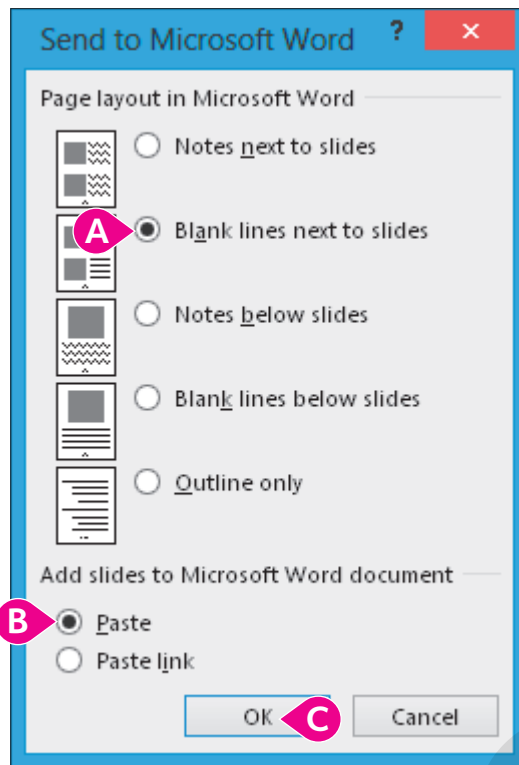 Send to Microsoft Word ? ×
Page layout in Microsoft Word
Notes next to slides
A Blank lines next to slides
Notes below slides
Blank lines below slides
Outline only
Add slides to Microsoft Word document
B Paste
Paste link
OK C Cancel